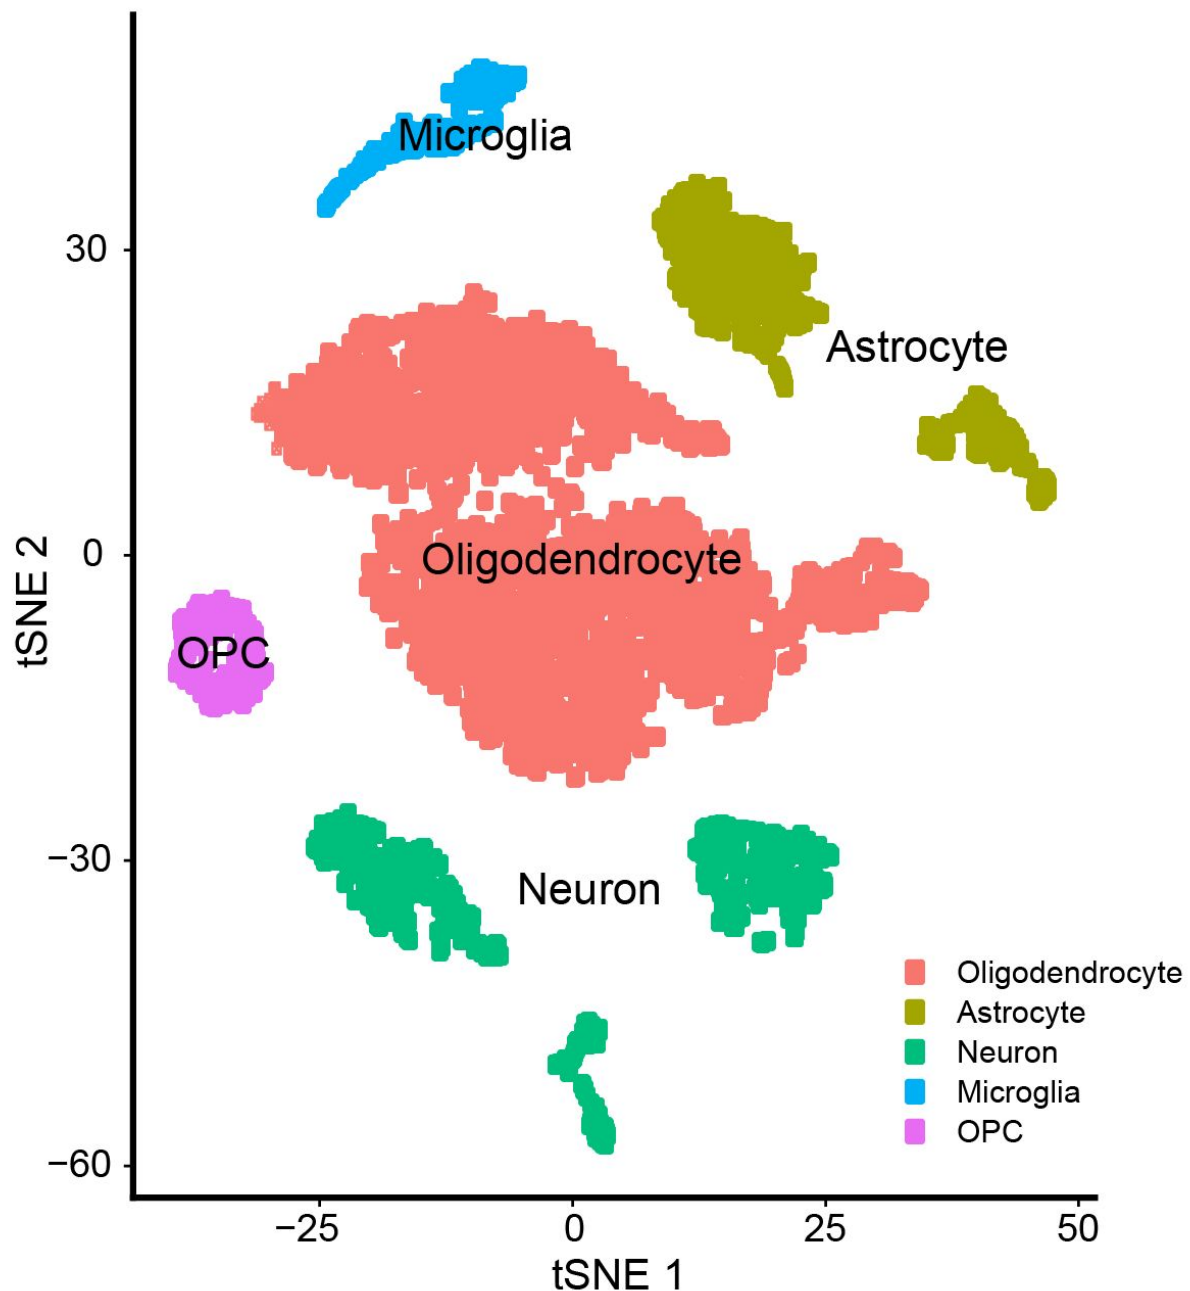 Microglia
30
Astrocyte
0
Oligodendrocyte
OPC
−30
Neuron
−60
tSNE 2
Oligodendrocyte
Astrocyte
Neuron
Microglia
OPC
−25
0
25
50
tSNE 1